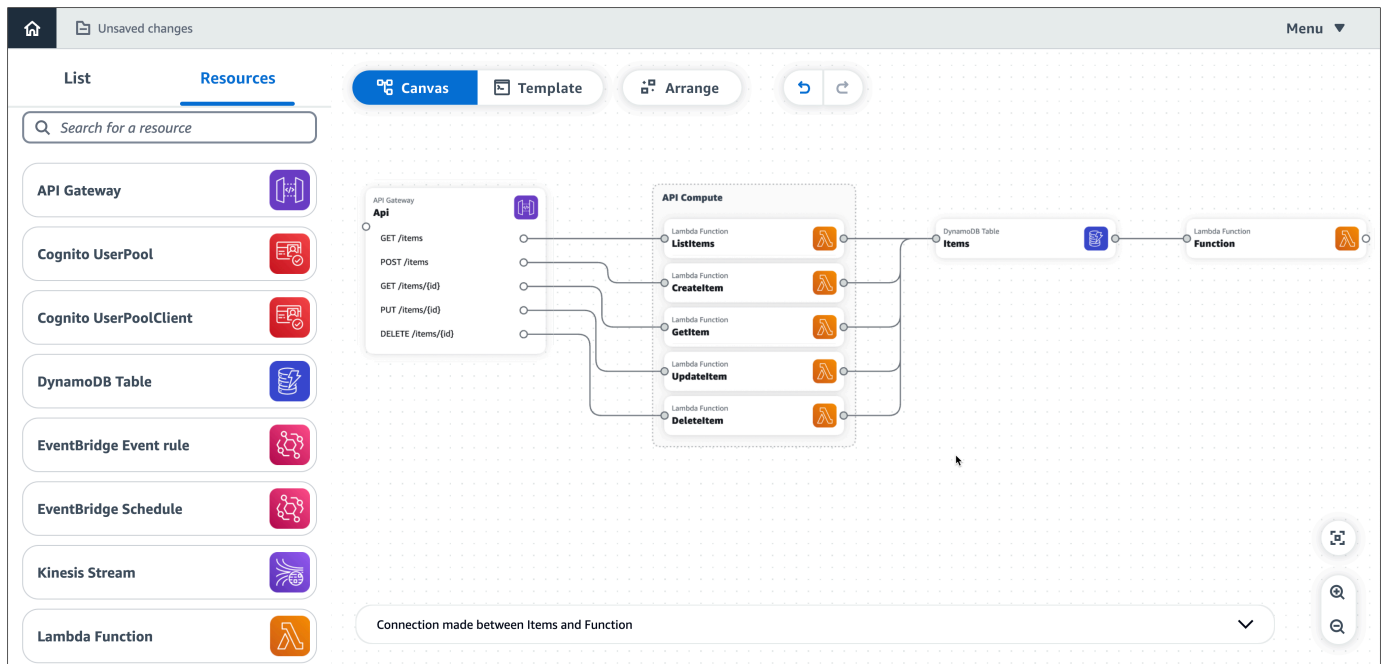 Unsaved changes
Menu
List
Resources
Search for a resource
API Gateway
Cognito UserPool
Cognito UserPoolClient
DynamoDB Table
EventBridge Event rule
EventBridge Schedule
Kinesis Stream
Lambda Function
Canvas
Template
Arrange
API Gateway
Api
GET /items
POST /items
GET /items/{id}
PUT /items/{id}
DELETE /items/{id}
API Compute
Lambda Function
ListItems
Lambda Function
CreateItem
Lambda Function
GetItem
Lambda Function
UpdateItem
Lambda Function
DeleteItem
DynamoDB Table
Items
Lambda Function
Function
Connection made between Items and Function